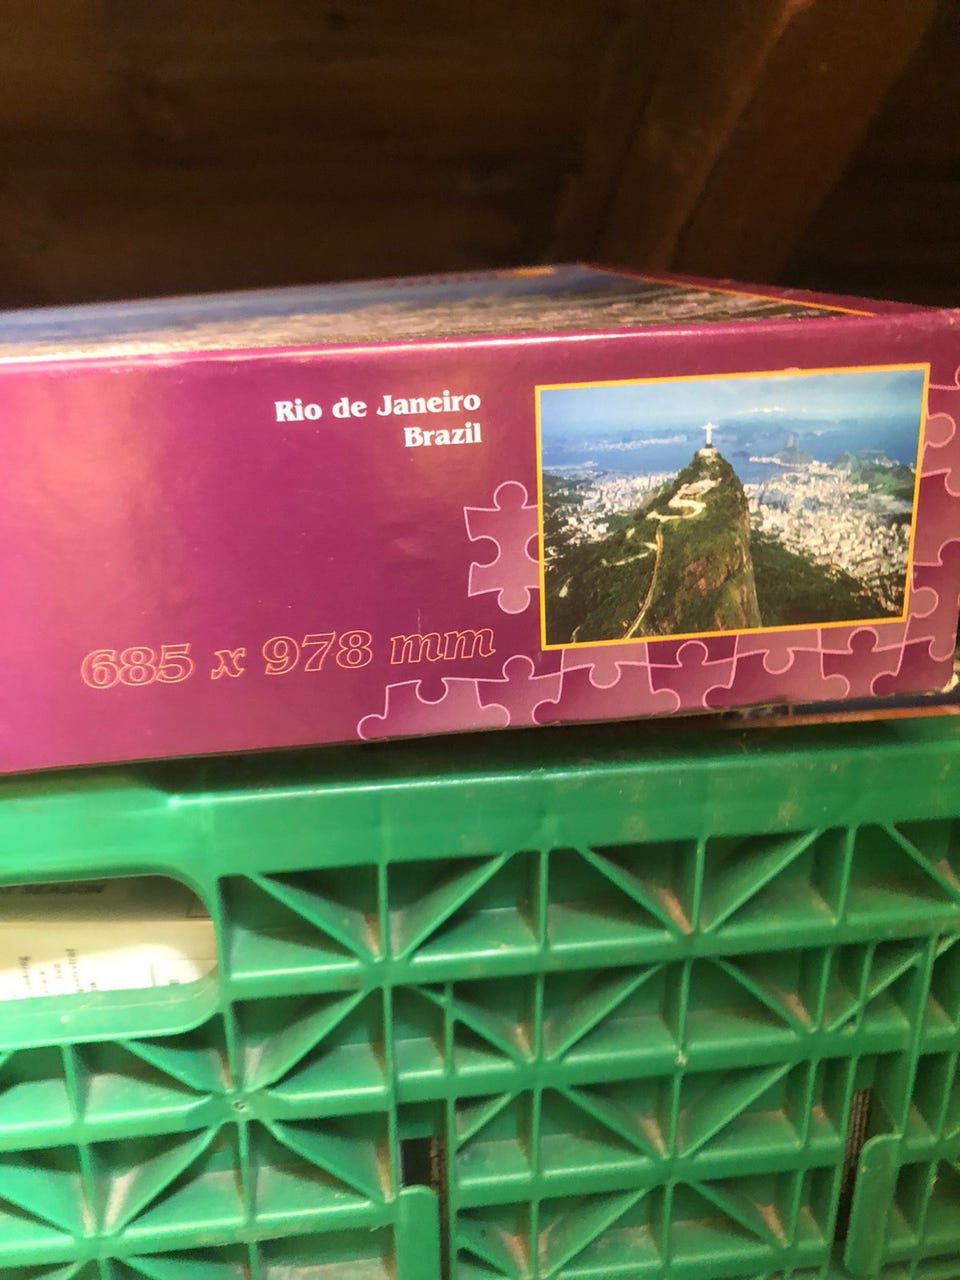 Rio de Janeiro
Brazil
685 x 978 mm